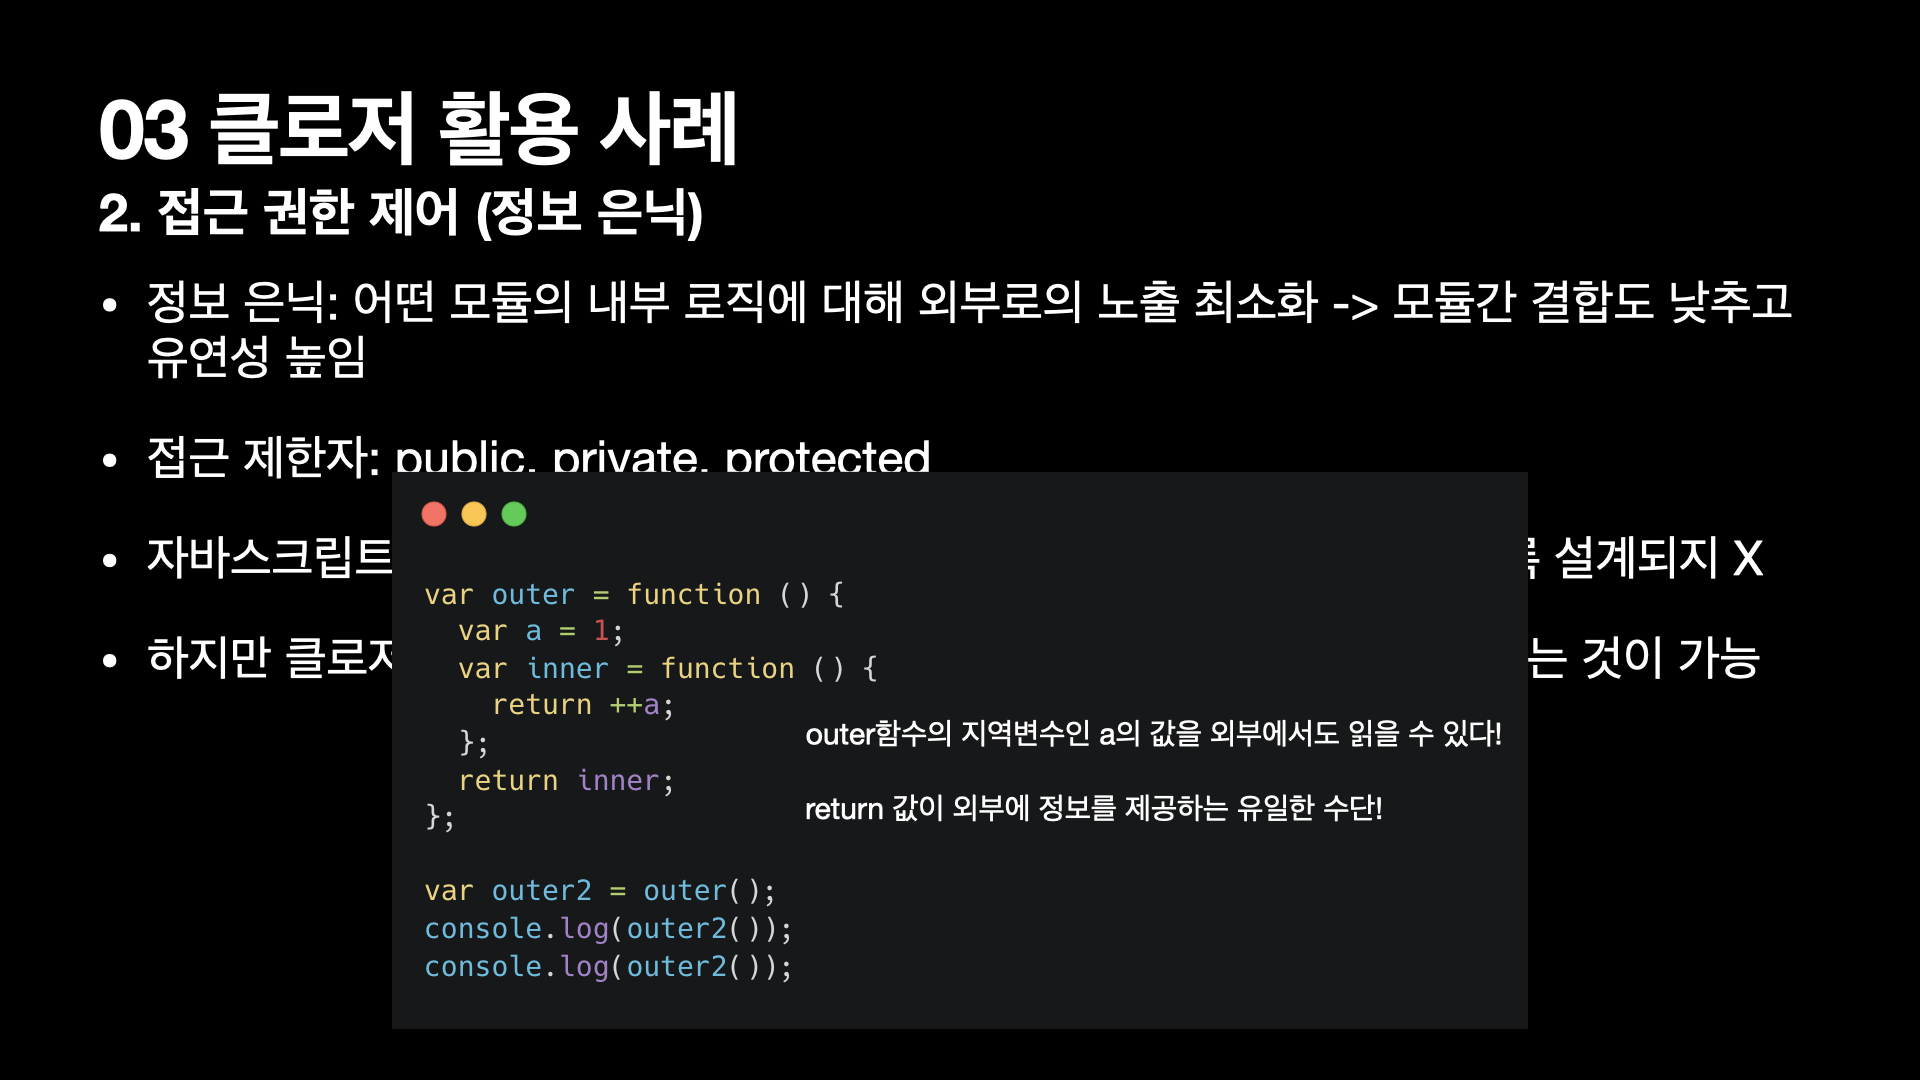 03 클로저 활용 사례
2. 접근 권한 제어 (정보 은닉)
• 정보 은닉: 어떤 모듈의 내부 로직에 대해 외부로의 노출 최소화 -> 모듈간 결합도 낮추고
유연성 높임
• 접근 제한자: public, private, protected
• 자바스크립트 설계되지 X
• 하지만 클로저 는 것이 가능
var outer = function () {
  var a = 1;
  var inner = function () {
    return ++a;
  };
  return inner;
};
outer함수의 지역변수인 a의 값을 외부에서도 읽을 수 있다!
return 값이 외부에 정보를 제공하는 유일한 수단!
var outer2 = outer();
console.log(outer2());
console.log(outer2());